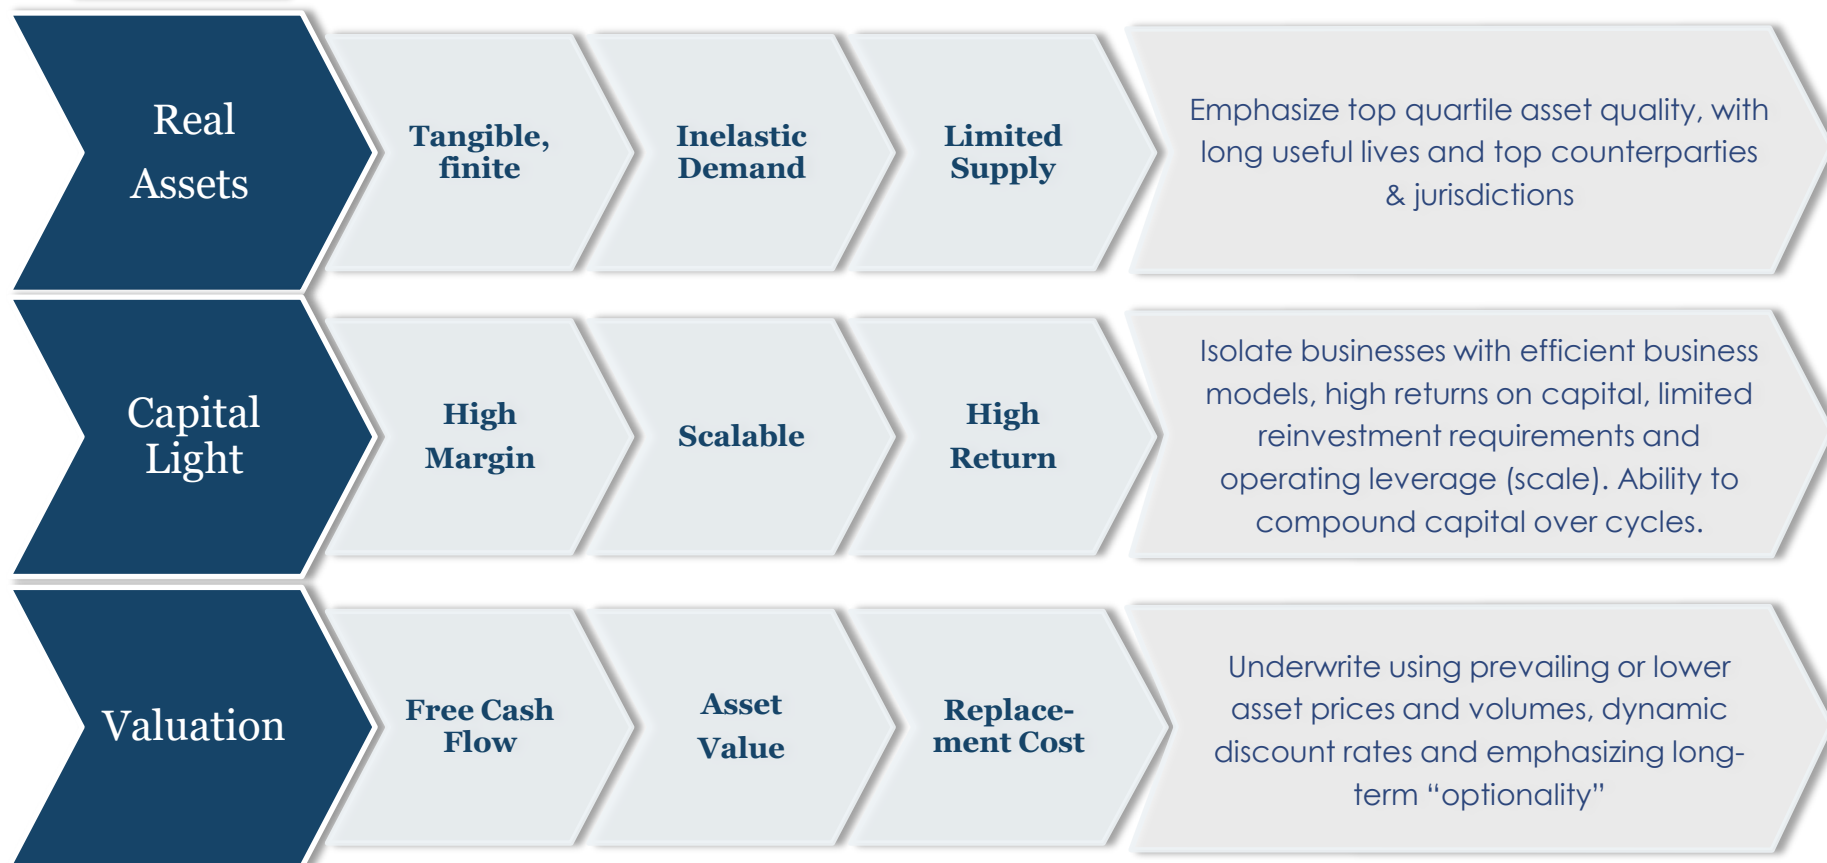 Real
Assets
Tangible,
finite
Inelastic
Demand
Limited
Supply
Emphasize top quartile asset quality, with
long useful lives and top counterparties
& jurisdictions
Capital
Light
High
Margin
Scalable
High
Return
Isolate businesses with efficient business
models, high returns on capital, limited
reinvestment requirements and
operating leverage (scale). Ability to
compound capital over cycles.
Valuation
Free Cash
Flow
Asset
Value
Replace-
ment Cost
Underwrite using prevailing or lower
asset prices and volumes, dynamic
discount rates and emphasizing long-
term “optionality”